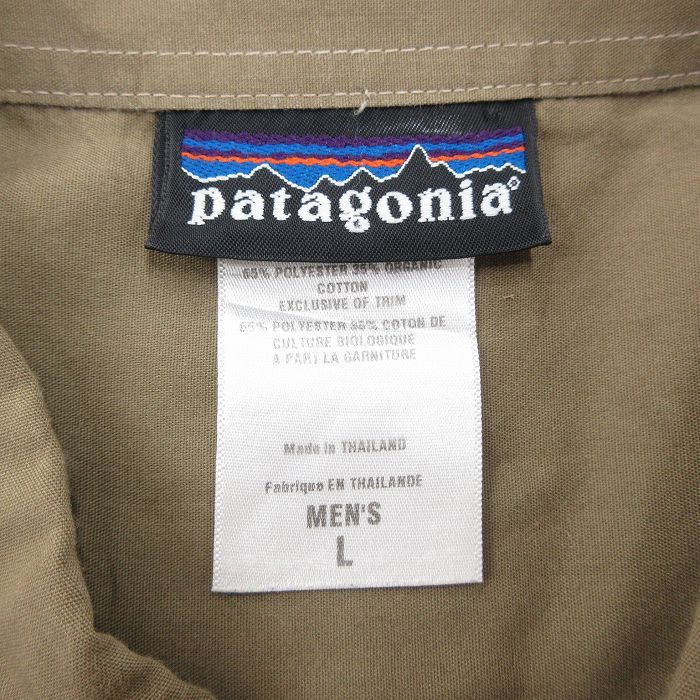 patagonia®
65% POLYESTER 35% ORGANIC
COTTON
EXCLUSIVE OF TRIM
65% POLYESTER 35% COTON DE
CULTURE BIOLOGIQUE
À PART LA GARNITURE
Made in THAILAND
Fabrique EN THAILANDE
MEN'S
L